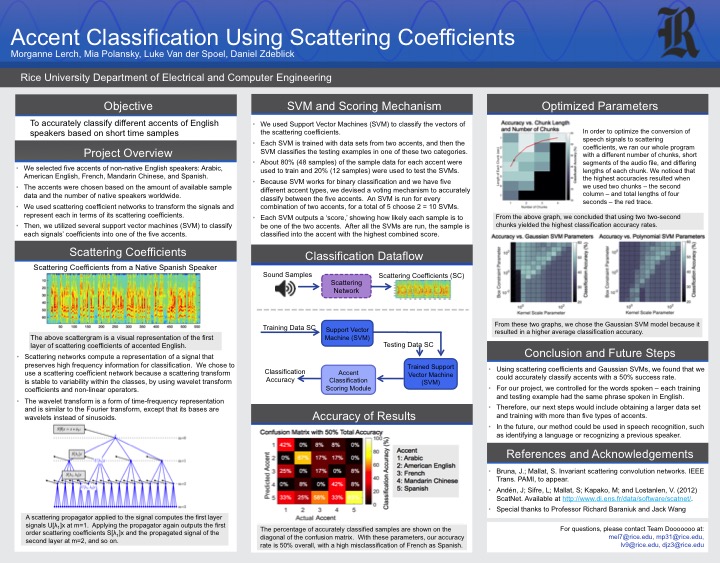 Accent Classification Using Scattering Coefficients
Morganne Lerch, Mia Polansky, Luke Van der Spoel, Daniel Zdeblick
R
Rice University Department of Electrical and Computer Engineering
Objective
To accurately classify different accents of English
speakers based on short time samples
Project Overview
• We selected five accents of non-native English speakers: Arabic,
American English, French, Mandarin Chinese, and Spanish.
• The accents were chosen based on the amount of available sample
data and the number of native speakers worldwide.
• We used scattering coefficient networks to transform the signals and
represent each in terms of its scattering coefficients.
• Then, we utilized several support vector machines (SVM) to classify
each signals' coefficients into one of the five accents.
Scattering Coefficients
Scattering Coefficients from a Native Spanish Speaker
The above scattergram is a visual representation of the first
layer of scattering coefficients of accented English.
• Scattering networks compute a representation of a signal that
preserves high frequency information for classification. We chose to
use a scattering coefficient network because a scattering transform
is stable to variability within the classes, by using wavelet transform
coefficients and non-linear operators.
• The wavelet transform is a form of time-frequency representation
and is similar to the Fourier transform, except that its bases are
wavelets instead of sinusoids.
A scattering propagator applied to the signal computes the first layer
signals U[λ₁]x at m=1. Applying the propagator again outputs the first
order scattering coefficients S[λ₁]x and the propagated signal of the
second layer at m=2, and so on.
SVM and Scoring Mechanism
• We used Support Vector Machines (SVM) to classify the vectors of
the scattering coefficients.
• Each SVM is trained with data sets from two accents, and then the
SVM classifies the testing examples in one of these two categories.
• About 80% (48 samples) of the sample data for each accent were
used to train and 20% (12 samples) were used to test the SVMs.
• Because SVM works for binary classification and we have five
different accent types, we devised a voting mechanism to accurately
classify between the five accents. An SVM is run for every
combination of two accents, for a total of 5 choose 2 = 10 SVMs.
• Each SVM outputs a 'score,' showing how likely each sample is to
be one of the two accents. After all the SVMs are run, the sample is
classified into the accent with the highest combined score.
Classification Dataflow
Sound Samples
Scattering
Network
Scattering Coefficients (SC)
Training Data SC
Support Vector
Machine (SVM)
Testing Data SC
Classification
Accuracy
Accent
Classification
Scoring Module
Trained Support
Vector Machine
(SVM)
Accuracy of Results
Confusion Matrix with 50% Total Accuracy
Predicted Accent
Actual Accent
Classification Accuracy (%)
Accent
1: Arabic
2: American English
3: French
4: Mandarin Chinese
5: Spanish
The percentage of accurately classified samples are shown on the
diagonal of the confusion matrix. With these parameters, our accuracy
rate is 50% overall, with a high misclassification of French as Spanish.
Optimized Parameters
Accuracy vs. Chunk Length
and Number of Chunks
In order to optimize the conversion of
speech signals to scattering
coefficients, we ran our whole program
with a different number of chunks, short
segments of the audio file, and differing
lengths of each chunk. We noticed that
the highest accuracies resulted when
we used two chunks – the second
column – and total lengths of four
seconds – the red trace.
From the above graph, we concluded that using two two-second
chunks yielded the highest classification accuracy rates.
Accuracy vs. Gaussian SVM Parameters
Accuracy vs. Polynomial SVM Parameters
Box Constraint Parameter
Kernel Scale Parameter
Box Constraint Parameter
Kernel Scale Parameter
From these two graphs, we chose the Gaussian SVM model because it
resulted in a higher average classification accuracy.
Conclusion and Future Steps
• Using scattering coefficients and Gaussian SVMs, we found that we
could accurately classify accents with a 50% success rate.
• For our project, we controlled for the words spoken – each training
and testing example had the same phrase spoken in English.
• Therefore, our next steps would include obtaining a larger data set
and training with more than five types of accents.
• In the future, our method could be used in speech recognition, such
as identifying a language or recognizing a previous speaker.
References and Acknowledgements
• Bruna, J.; Mallat, S. Invariant scattering convolution networks. IEEE
Trans. PAMI, to appear.
• Andén, J; Sifre, L; Mallat, S; Kapako, M; and Lostanlen, V. (2012)
ScatNet. Available at http://www.di.ens.fr/data/software/scatnet/.
• Special thanks to Professor Richard Baraniuk and Jack Wang
For questions, please contact Team Dooooooo at:
mel7@rice.edu, mp31@rice.edu,
lv9@rice.edu, djz3@rice.edu